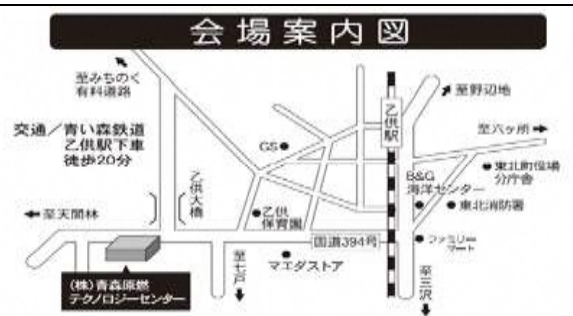 会場案内図
至みちのく
有料道路
至野辺地
乙供駅
交通/青い森鉄道
乙供駅下車
徒歩20分
GS
至六ヶ所
東北町役場
分庁舎
B&G
海洋センター
東北消防署
乙供大橋
乙供
保育園
至天間林
国道394号
ファミリー
マート
至七戸
マエダストア
至三沢
(株)青森原燃
テクノロジーセンター